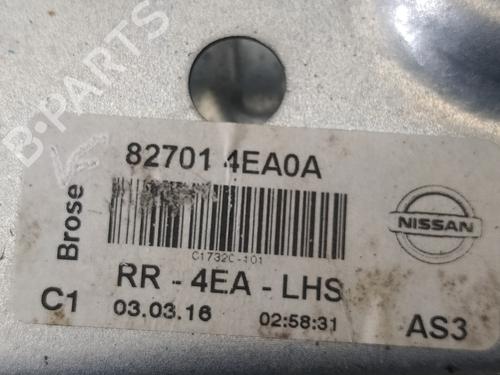 B-PARTS
82701 4EA0A
Brose
C1732C-101
NISSAN
RR - 4EA - LHS
C1 03.03.16 02:58:31 AS3